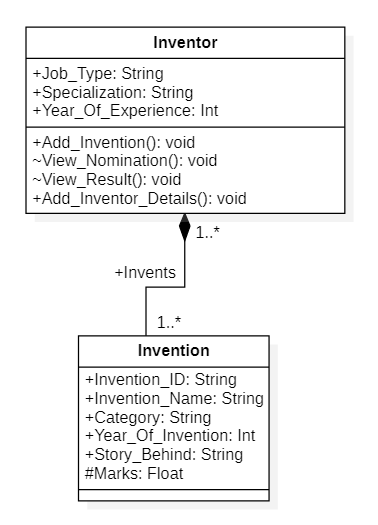 Inventor
+Job_Type: String
+Specialization: String
+Year_Of_Experience: Int
+Add_Invention(): void
~View_Nomination(): void
~View_Result(): void
+Add_Inventor_Details(): void
1..*
+Invents
1..*
Invention
+Invention_ID: String
+Invention_Name: String
+Category: String
+Year_Of_Invention: Int
+Story_Behind: String
#Marks: Float